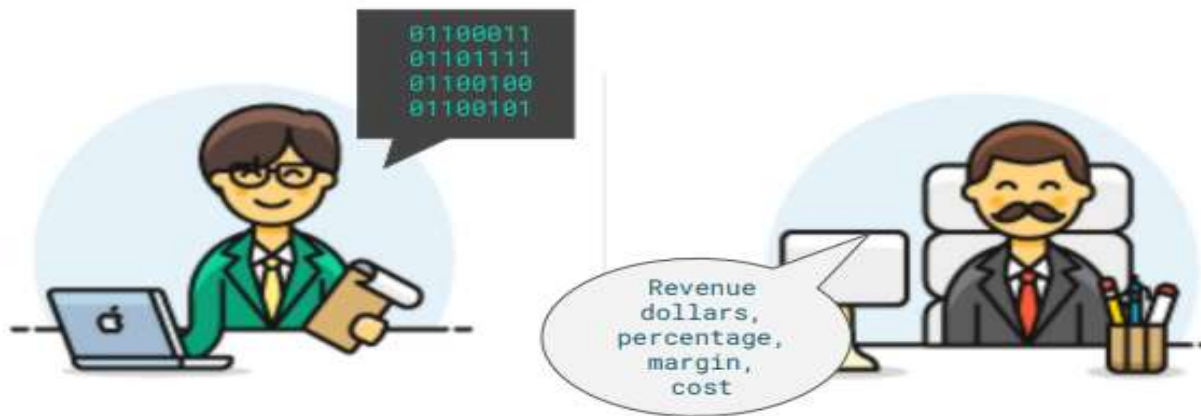 01100011
01101111
01100100
01100101
Revenue
dollars,
percentage,
margin,
cost